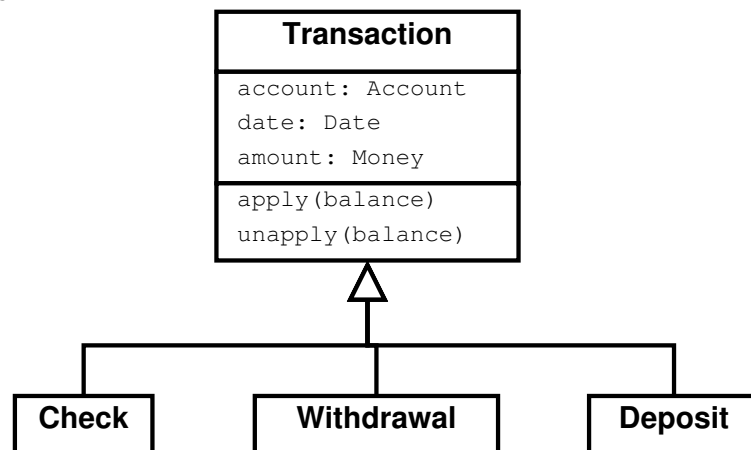 Transaction
account: Account
date: Date
amount: Money
apply(balance)
unapply(balance)
Check
Withdrawal
Deposit